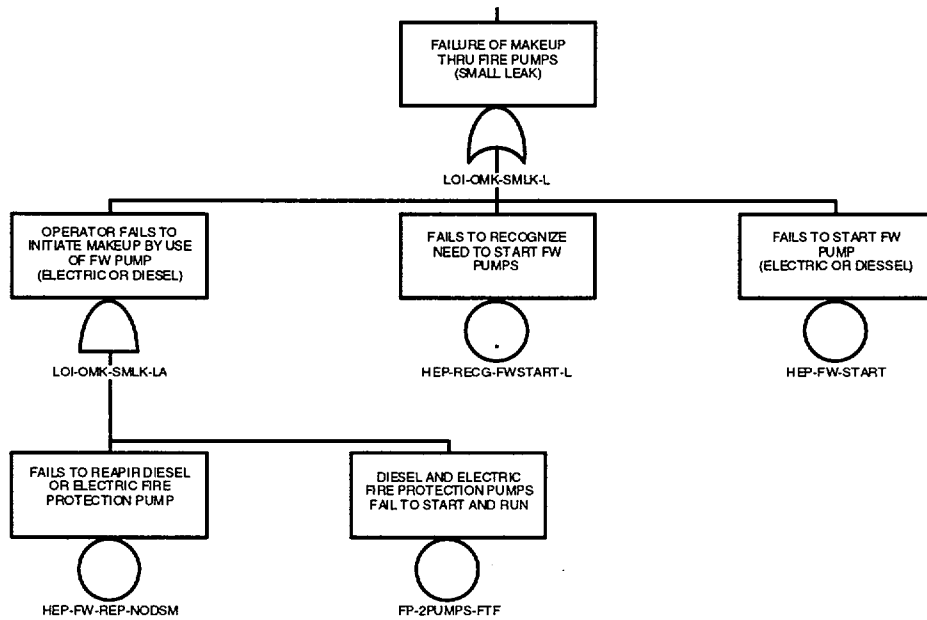 FAILURE OF MAKEUP
THRU FIRE PUMPS
(SMALL LEAK)
LOI-OMK-SMLK-L
OPERATOR FAILS TO
INITIATE MAKEUP BY USE
OF FW PUMP
(ELECTRIC OR DIESEL)
LOI-OMK-SMLK-LA
FAILS TO RECOGNIZE
NEED TO START FW
PUMPS
HEP-RECG-FWSTART-L
FAILS TO START FW
PUMP
(ELECTRIC OR DIESSEL)
HEP-FW-START
FAILS TO REAPIR DIESEL
OR ELECTRIC FIRE
PROTECTION PUMP
HEP-FW-REP-NODSM
DIESEL AND ELECTRIC
FIRE PROTECTION PUMPS
FAIL TO START AND RUN
FP-2PUMPS-FTF